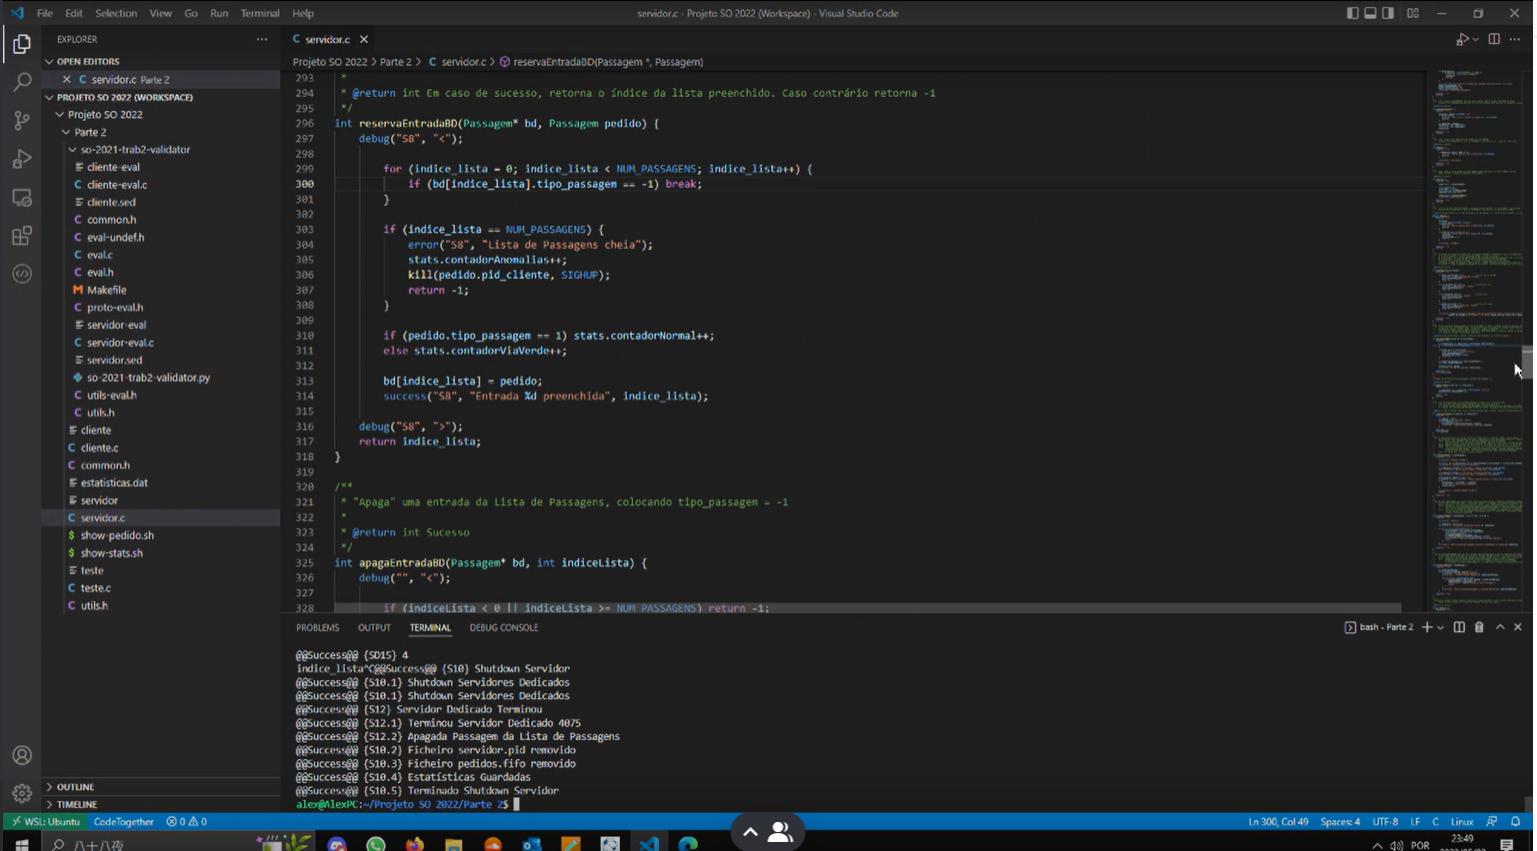 File Edit Selection View Go Run Terminal Help
servidor.c - Projeto SO 2022 (Workspace) - Visual Studio Code
EXPLORER
OPEN EDITORS
servidor.c Parte 2
PROJETO SO 2022 (WORKSPACE)
Projeto SO 2022
Parte 2
so-2021-trab2-validator
cliente-eval
C cliente-eval.c
cliente.sed
C common.h
C eval-undef.h
C eval.c
C eval.h
M Makefile
C proto-eval.h
servidor-eval
C servidor-eval.c
servidor.sed
so-2021-trab2-validator.py
C utils-eval.h
C utils.h
cliente
C cliente.c
C common.h
estatisticas.dat
servidor
C servidor.c
$ show-pedido.sh
$ show-stats.sh
teste
C teste.c
C utils.h
OUTLINE
TIMELINE
C servidor.c
Projeto SO 2022 > Parte 2 > C servidor.c > reservaEntradaBD(Passagem *, Passagem)
293 *
294 * @return int Em caso de sucesso, retorna o índice da lista preenchido. Caso contrário retorna -1
295 */
296 int reservaEntradaBD(Passagem* bd, Passagem pedido) {
297 debug("S8", "<");
298
299 for (indice_lista = 0; indice_lista < NUM_PASSAGENS; indice_lista++) {
300 if (bd[indice_lista].tipo_passagem == -1) break;
301 }
302
303 if (indice_lista == NUM_PASSAGENS) {
304 error("S8", "Lista de Passagens cheia");
305 stats.contadorAnomalias++;
306 kill(pedido.pid_cliente, SIGHUP);
307 return -1;
308 }
309
310 if (pedido.tipo_passagem == 1) stats.contadorNormal++;
311 else stats.contadorViaVerde++;
312
313 bd[indice_lista] = pedido;
314 success("S8", "Entrada %d preenchida", indice_lista);
315
316 debug("S8", ">");
317 return indice_lista;
318 }
319
320 /**
321 * "Apaga" uma entrada da Lista de Passagens, colocando tipo_passagem = -1
322 *
323 * @return int Sucesso
324 */
325 int apagaEntradaBD(Passagem* bd, int indiceLista) {
326 debug("", "<");
327
328 if (indiceLista < 0 || indiceLista >= NUM_PASSAGENS) return -1;
PROBLEMS OUTPUT TERMINAL DEBUG CONSOLE
bash - Parte 2
@@Success@@ {SD15} 4
indice_lista^C@@Success@@ {S10} Shutdown Servidor
@@Success@@ {S10.1} Shutdown Servidores Dedicados
@@Success@@ {S10.1} Shutdown Servidores Dedicados
@@Success@@ {S12} Servidor Dedicado Terminou
@@Success@@ {S12.1} Terminou Servidor Dedicado 4075
@@Success@@ {S12.2} Apagada Passagem da Lista de Passagens
@@Success@@ {S10.2} Ficheiro servidor.pid removido
@@Success@@ {S10.3} Ficheiro pedidos.fifo removido
@@Success@@ {S10.4} Estatísticas Guardadas
@@Success@@ {S10.5} Terminado Shutdown Servidor
alex@AlexPC:~/Projeto SO 2022/Parte 2$
WSL: Ubuntu CodeTogether 0 0
Ln 300, Col 49 Spaces: 4 UTF-8 LF C Linux
八十八夜
POR
23:49